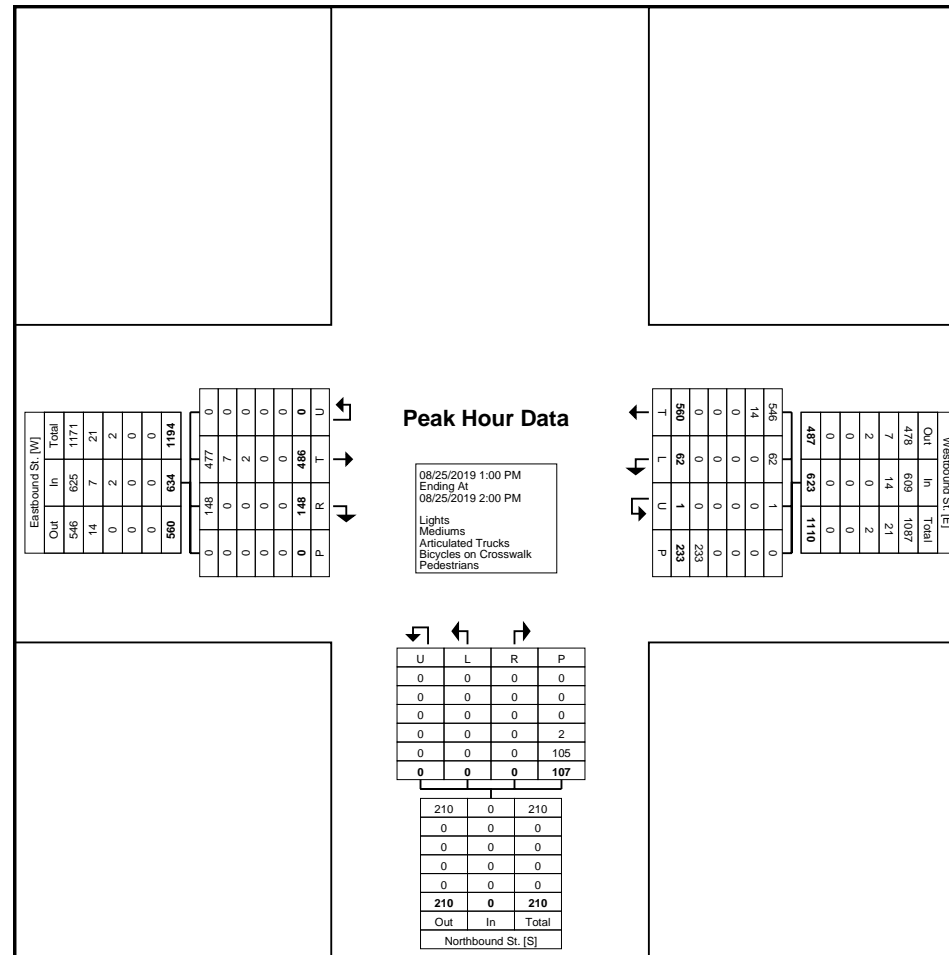 Peak Hour Data
08/25/2019 1:00 PM
Ending At
08/25/2019 2:00 PM
Lights
Mediums
Articulated Trucks
Bicycles on Crosswalk
Pedestrians
1194 634 560
0 0 0
0 0 0
2 2 0
21 7 14
1171 625 546
Total In Out
Eastbound St. [W]
U T R P
0 486 148 0
0 0 0 0
0 0 0 0
0 2 0 0
0 7 0 0
0 477 148 0
546 62 1 0
14 0 0 0
0 0 0 0
0 0 0 0
0 0 0 233
560 62 1 233
T L U P
Westbound St. [E]
Out In Total
478 609 1087
7 14 21
2 0 2
0 0 0
0 0 0
487 623 1110
U L R P
0 0 0 0
0 0 0 0
0 0 0 0
0 0 0 2
0 0 0 105
0 0 0 107
210 0 210
0 0 0
0 0 0
0 0 0
0 0 0
210 0 210
Out In Total
Northbound St. [S]